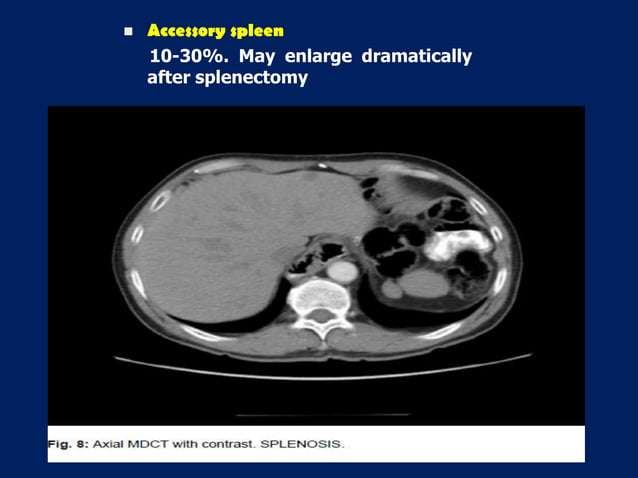 Accessory spleen
10-30%. May enlarge dramatically
after splenectomy
Fig. 8: Axial MDCT with contrast. SPLENOSIS.